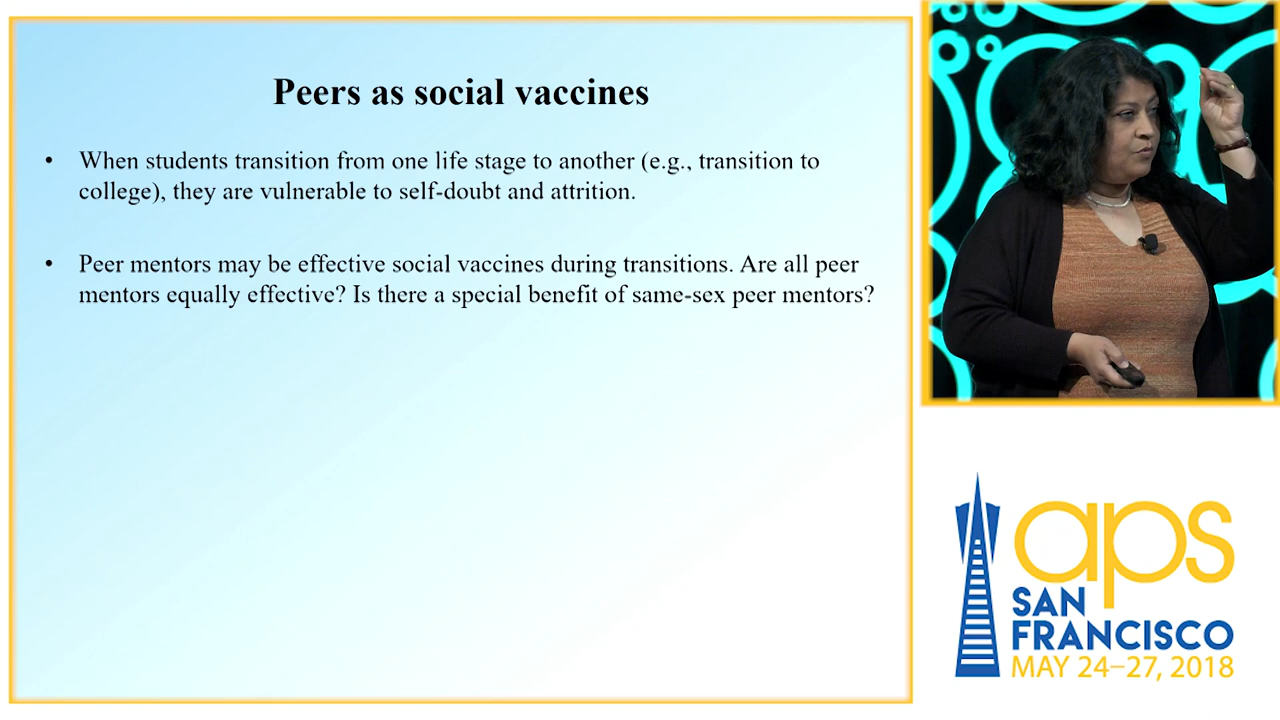 Peers as social vaccines
• When students transition from one life stage to another (e.g., transition to
college), they are vulnerable to self-doubt and attrition.
• Peer mentors may be effective social vaccines during transitions. Are all peer
mentors equally effective? Is there a special benefit of same-sex peer mentors?
aps
SAN
FRANCISCO
MAY 24–27, 2018